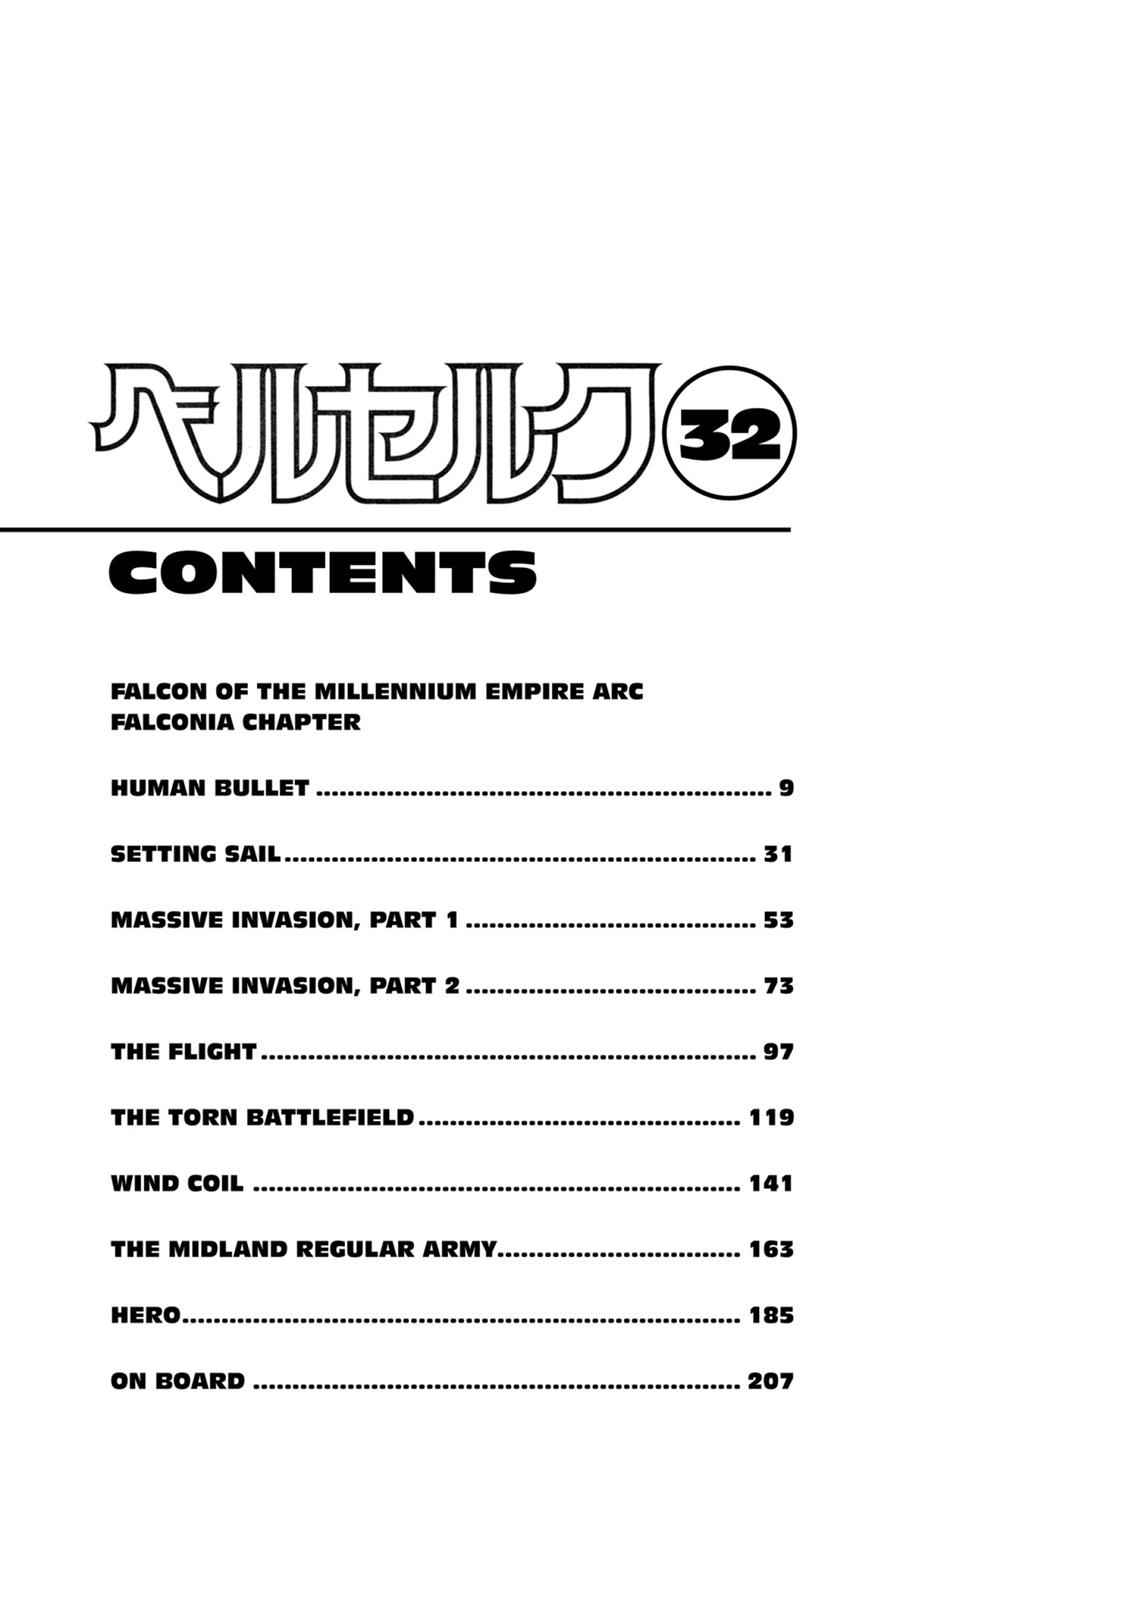 ベルセルク 32
CONTENTS
FALCON OF THE MILLENNIUM EMPIRE ARC
FALCONIA CHAPTER
HUMAN BULLET ........................................................... 9
SETTING SAIL............................................................. 31
MASSIVE INVASION, PART 1 ..................................... 53
MASSIVE INVASION, PART 2 ..................................... 73
THE FLIGHT................................................................ 97
THE TORN BATTLEFIELD......................................... 119
WIND COIL ............................................................... 141
THE MIDLAND REGULAR ARMY............................... 163
HERO........................................................................ 185
ON BOARD ............................................................... 207